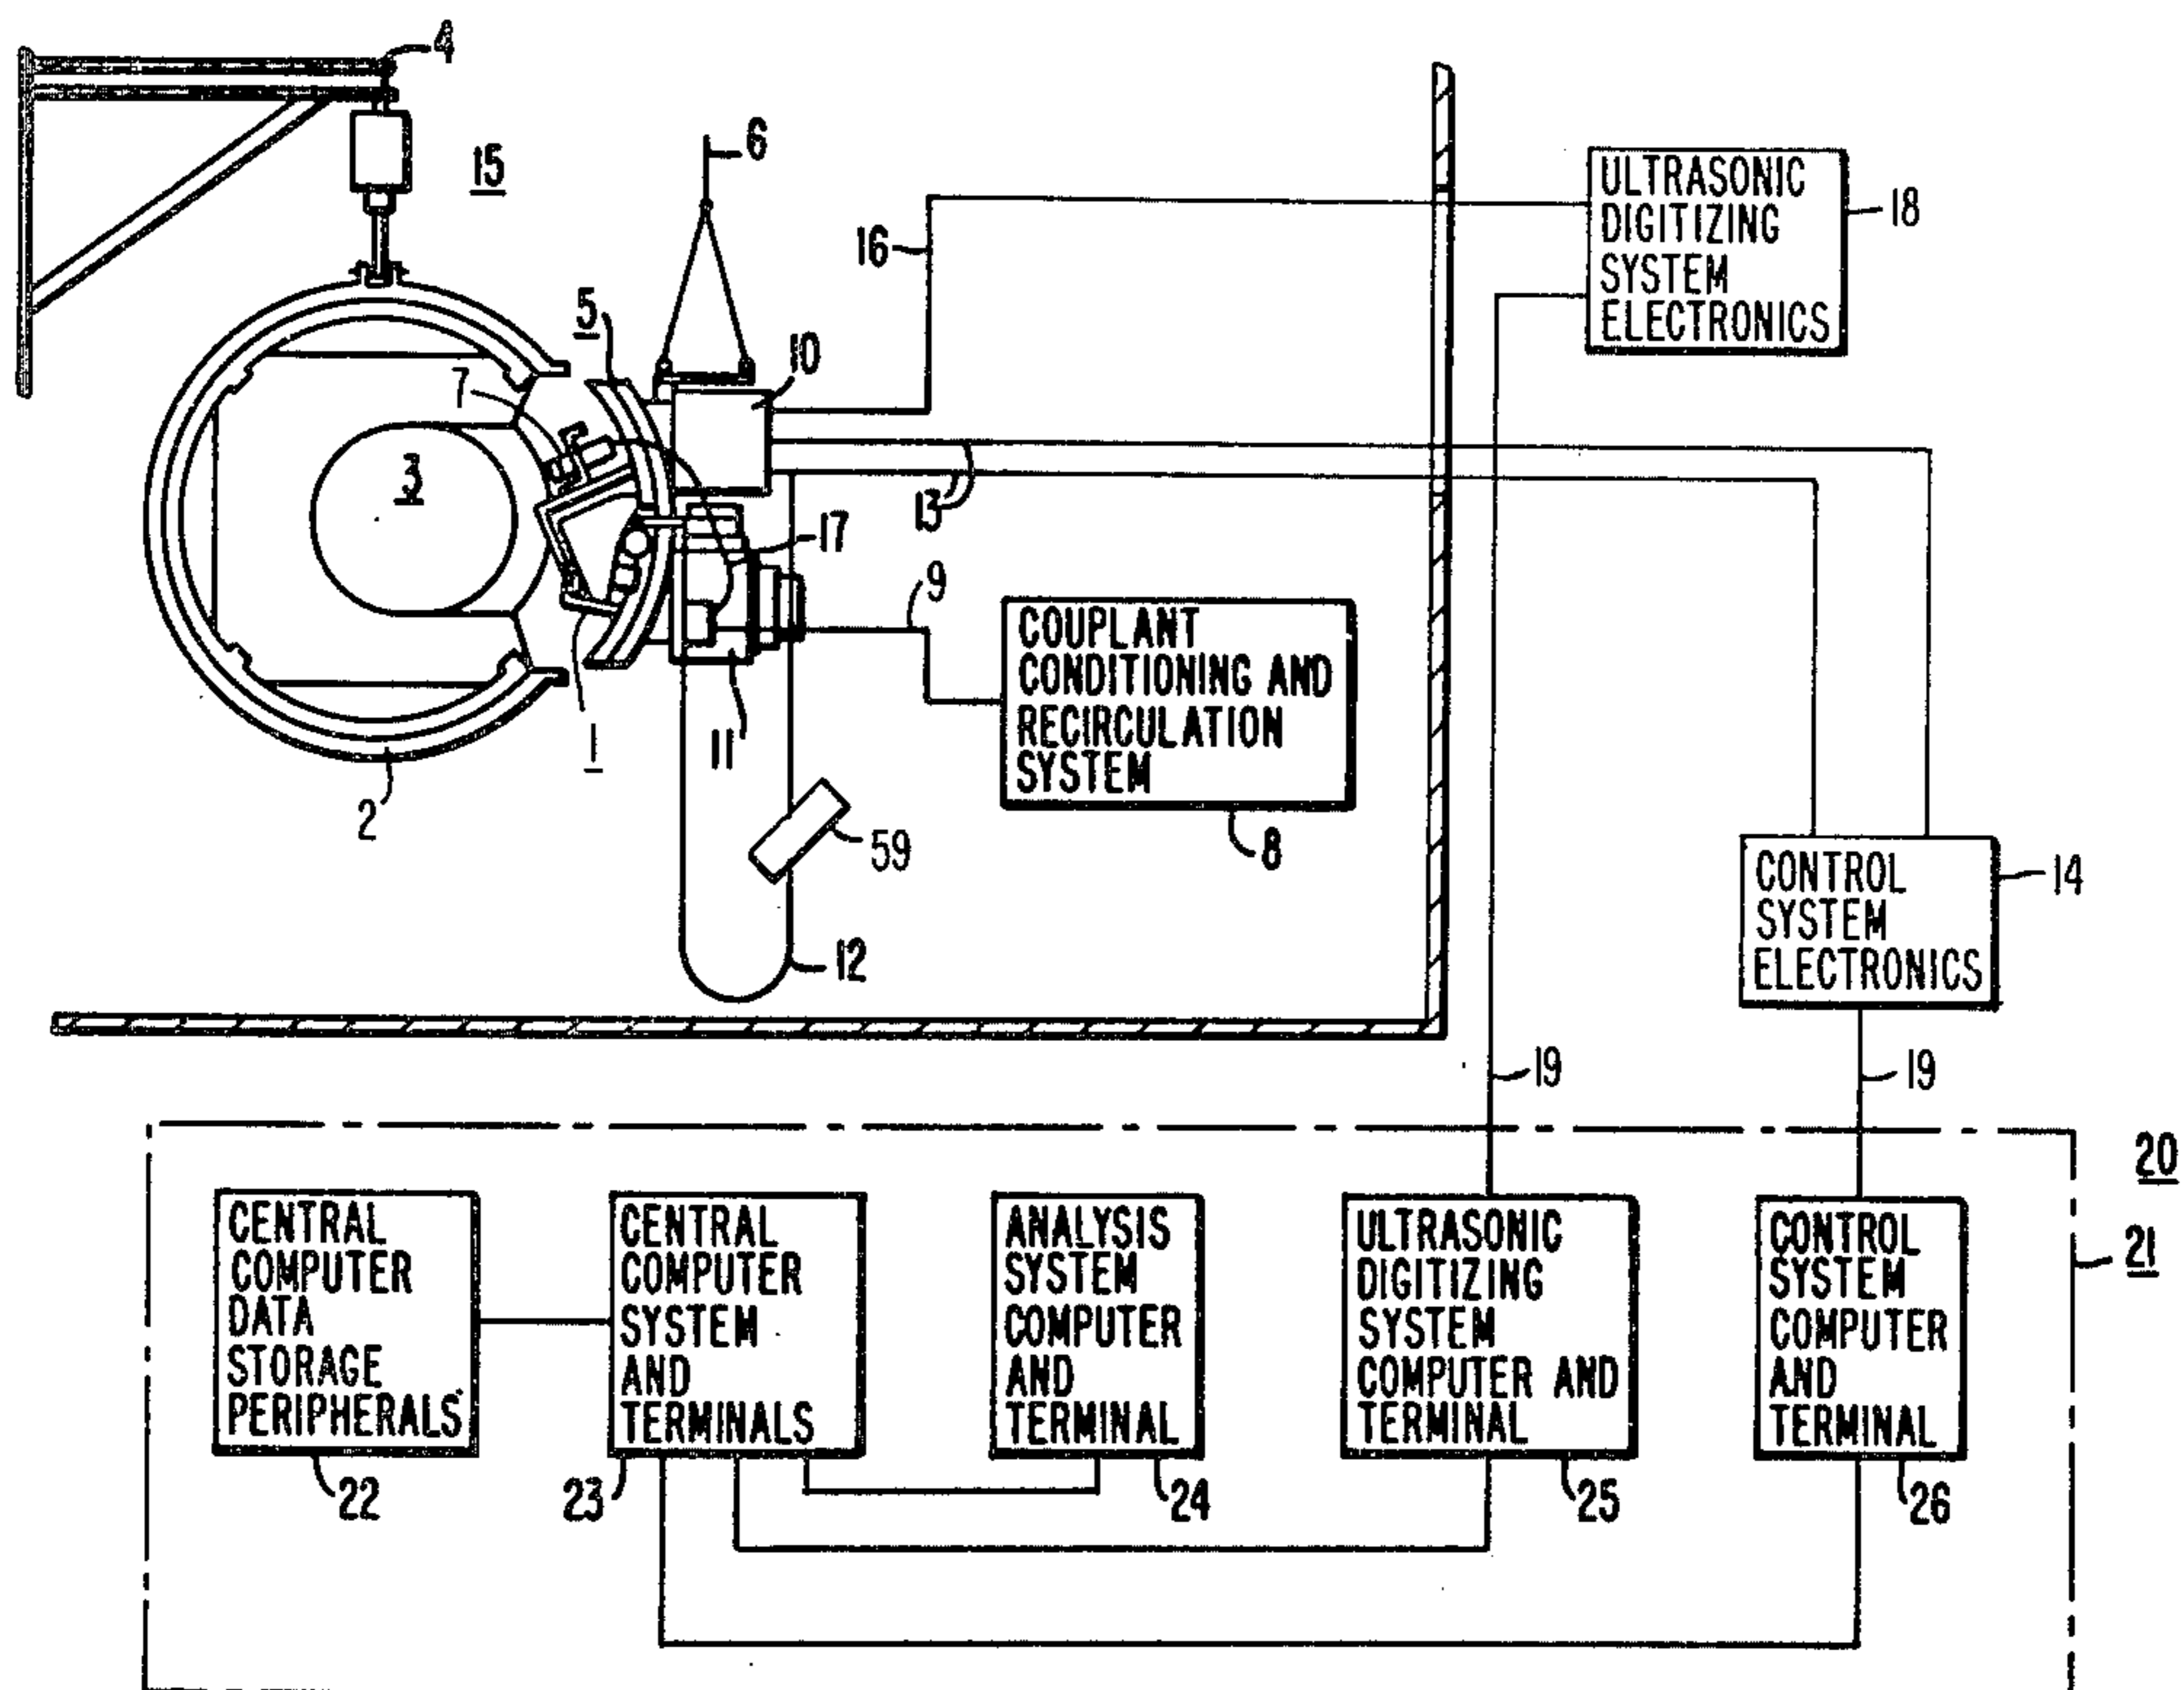 4
6
15
ULTRASONIC
DIGITIZING
SYSTEM
ELECTRONICS
18
16
5
10
7
3
13
17
9
COUPLANT
CONDITIONING AND
RECIRCULATION
SYSTEM
8
11
1
2
59
12
CONTROL
SYSTEM
ELECTRONICS
14
19
19
20
21
CENTRAL
COMPUTER
DATA
STORAGE
PERIPHERALS
22
CENTRAL
COMPUTER
SYSTEM
AND
TERMINALS
23
ANALYSIS
SYSTEM
COMPUTER
AND
TERMINAL
24
ULTRASONIC
DIGITIZING
SYSTEM
COMPUTER AND
TERMINAL
25
CONTROL
SYSTEM
COMPUTER
AND
TERMINAL
26